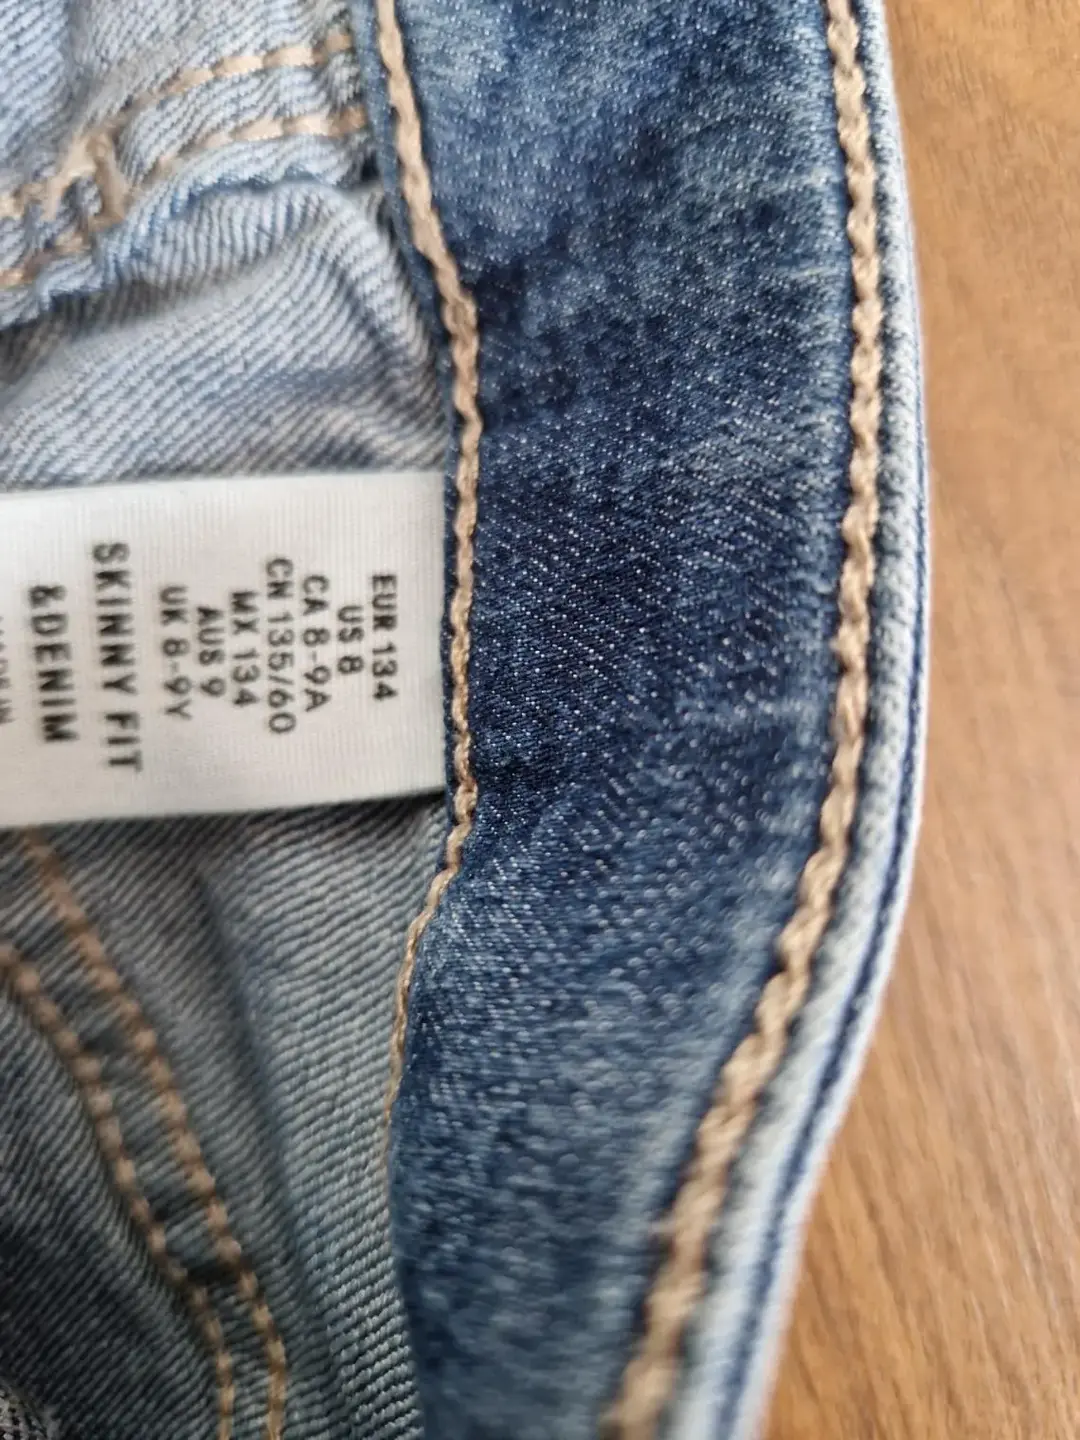 EUR 134
US 8
CA 8-9A
CN 135/60
MX 134
AUS 9
UK 8-9Y
SKINNY FIT
&DENIM